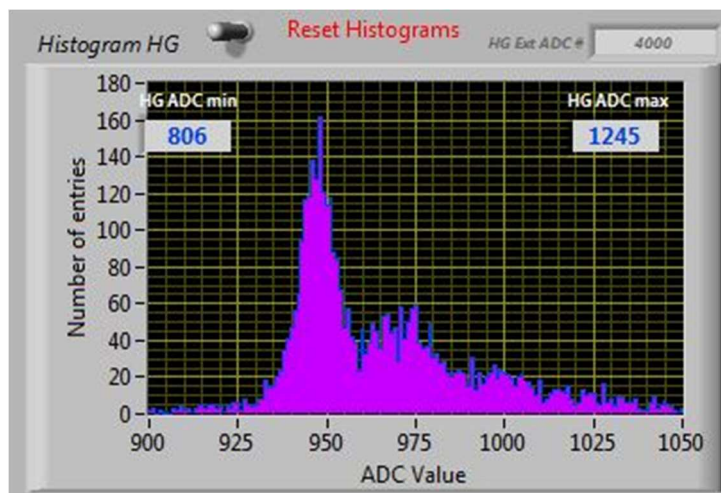 Histogram HG
Reset Histograms
HG Ext ADC #
4000
HG ADC min
806
HG ADC max
1245
Number of entries
180
160
140
120
100
80
60
40
20
0
900 925 950 975 1000 1025 1050
ADC Value